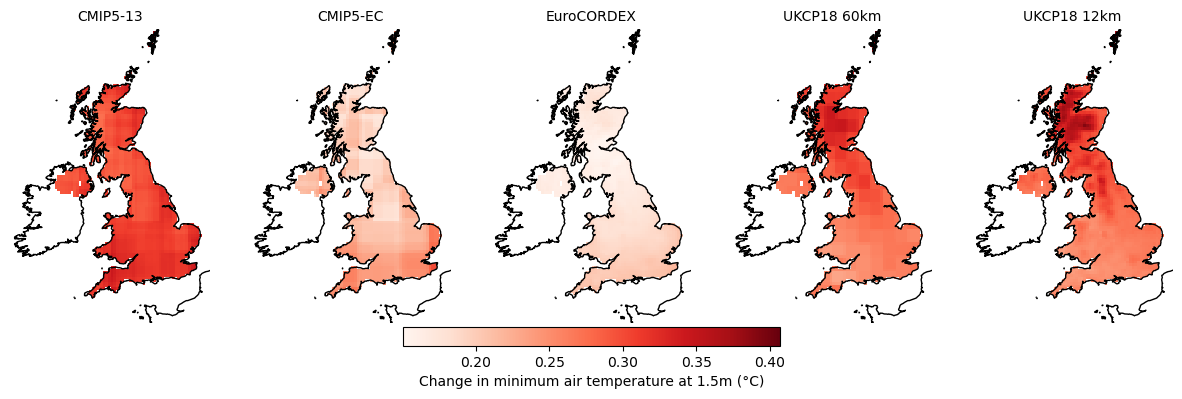 CMIP5-13
CMIP5-EC
EuroCORDEX
UKCP18 60km
UKCP18 12km
0.20
0.25
0.30
0.35
0.40
Change in minimum air temperature at 1.5m (°C)